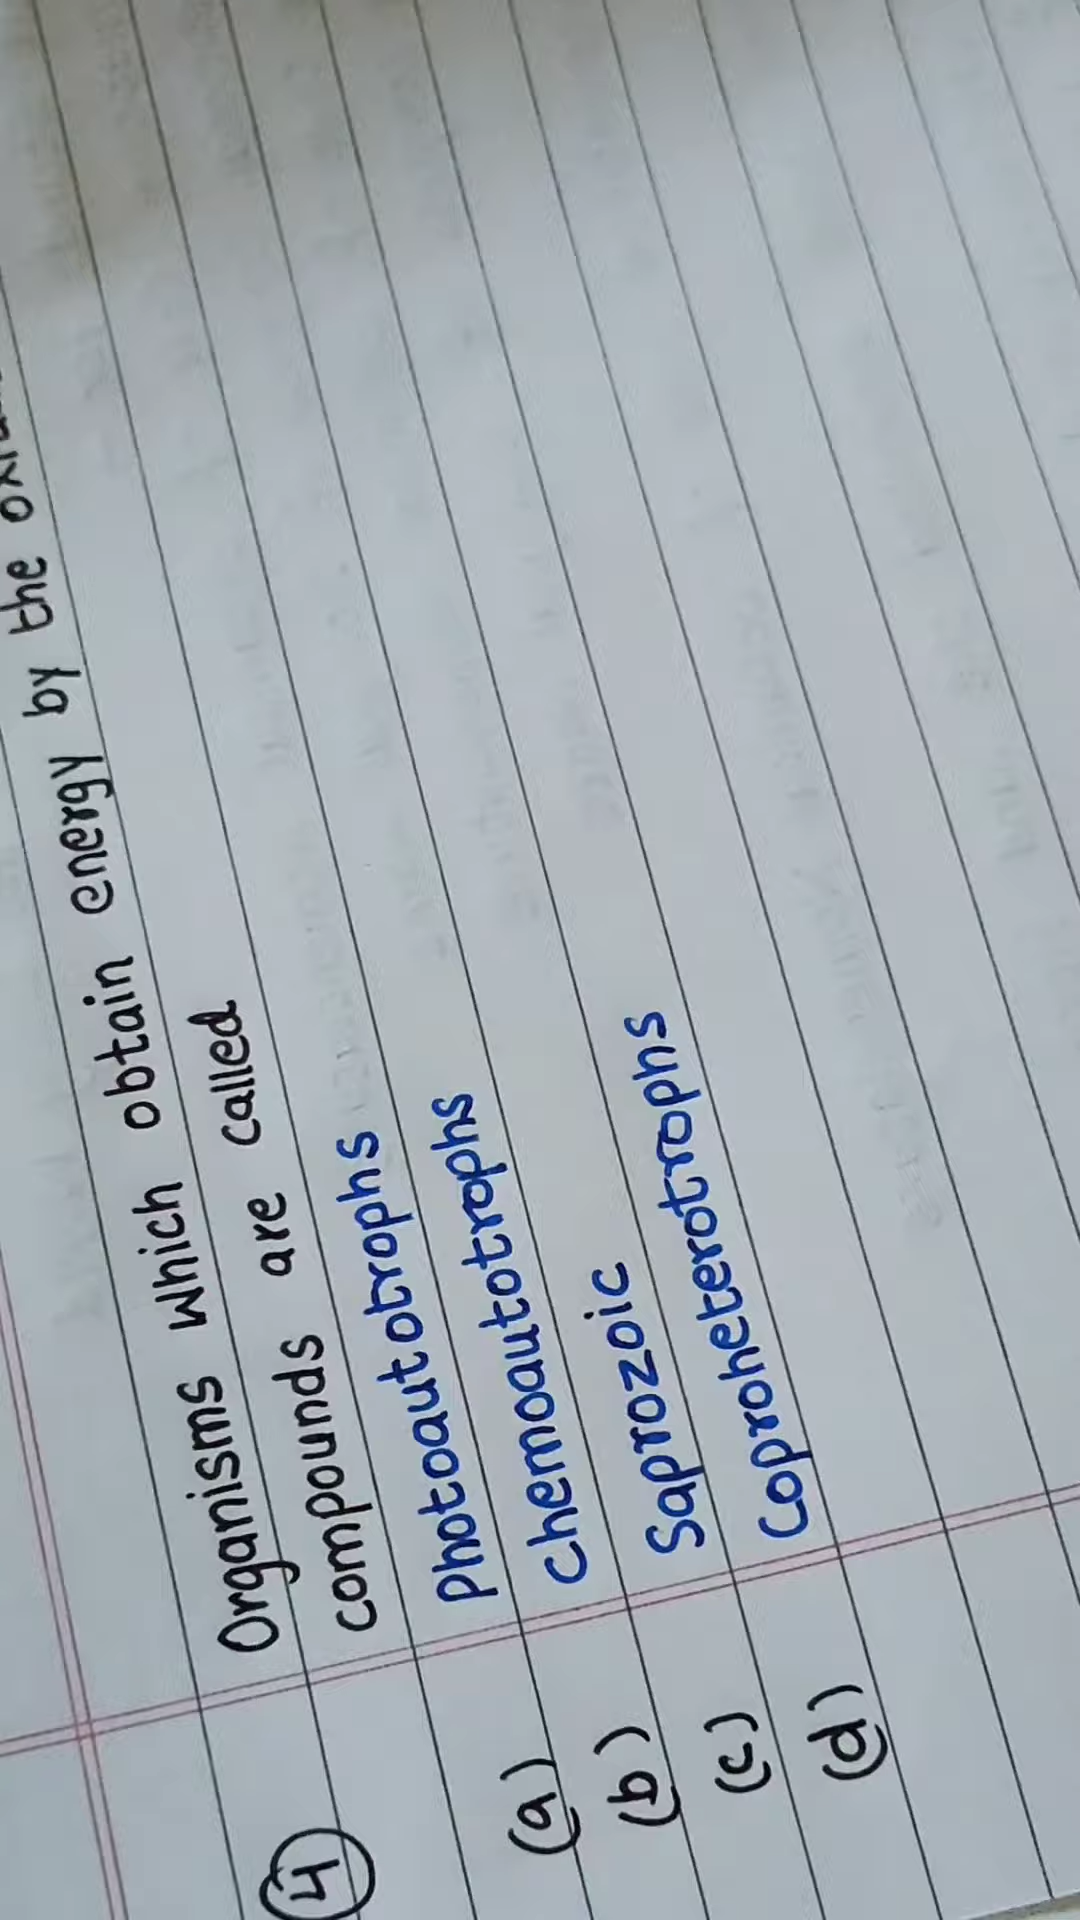 (4) Organisms which obtain energy by the
compounds are called
(a) Photoautotrophs
(b) Chemoautotrophs
(c) Saprozoic
(d) Coproheterotrophs